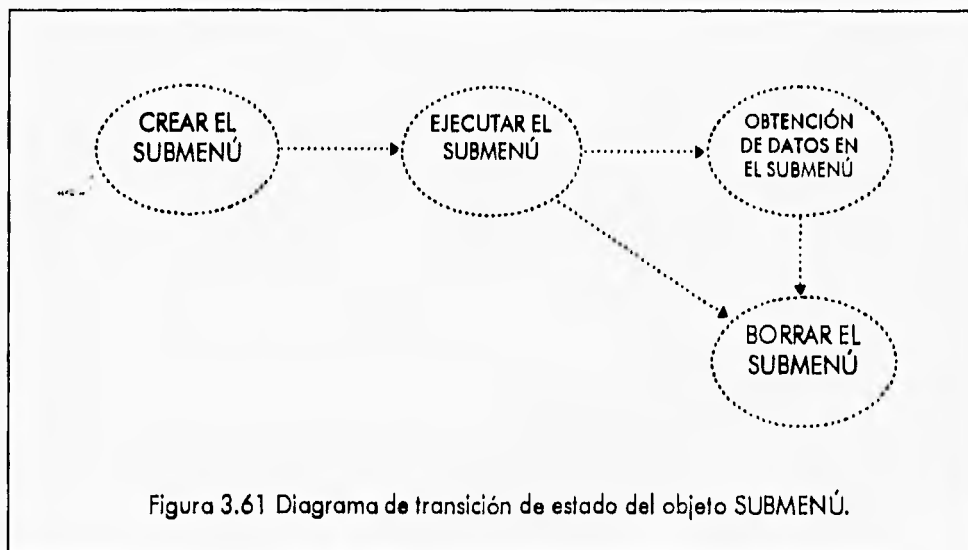 CREAR EL
SUBMENÚ
EJECUTAR EL
SUBMENÚ
OBTENCIÓN
DE DATOS EN
EL SUBMENÚ
BORRAR EL
SUBMENÚ
Figura 3.61 Diagrama de transición de estado del objeto SUBMENÚ.